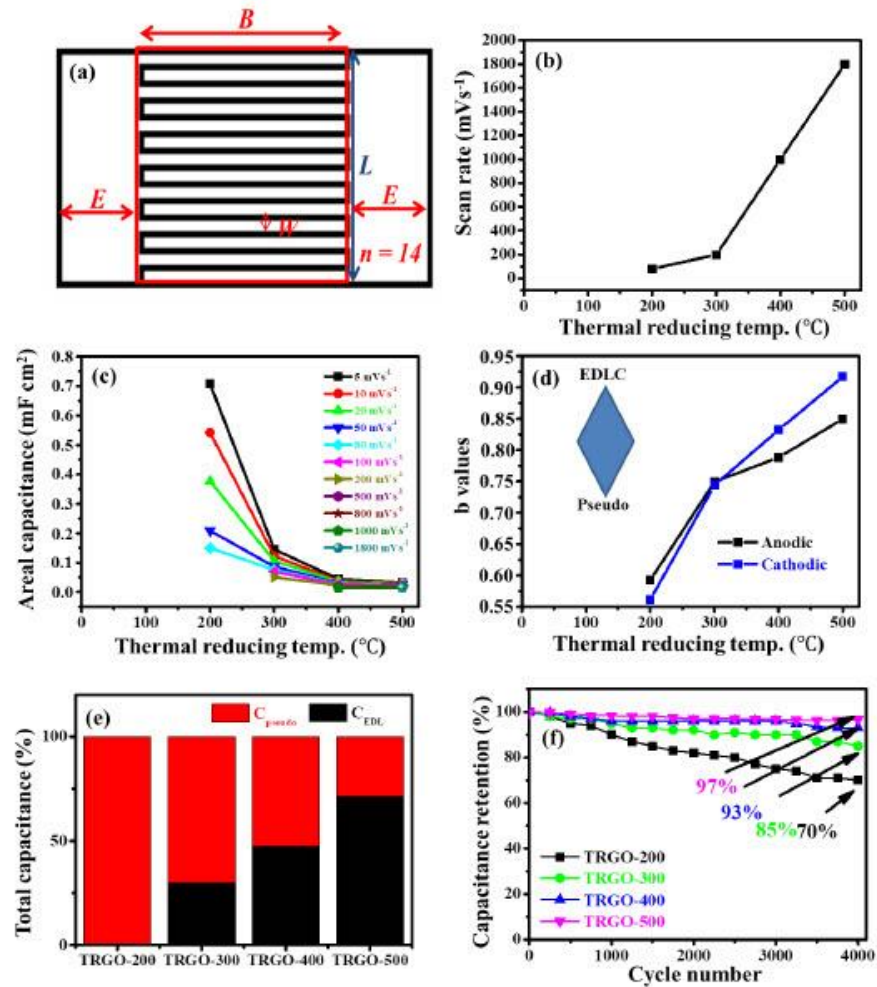 (a)
B
L
E
E
W
n = 14
(b)
Scan rate (mVs-1)
2000
1800
1600
1400
1200
1000
800
600
400
200
0
0 100 200 300 400 500
Thermal reducing temp. (℃)
(c)
Areal capacitance (mF cm2)
0.8
0.7
0.6
0.5
0.4
0.3
0.2
0.1
0.0
5 mVs-1
10 mVs-1
20 mVs-1
50 mVs-1
80 mVs-1
100 mVs-1
200 mVs-1
500 mVs-1
800 mVs-1
1000 mVs-1
1800 mVs-1
0 100 200 300 400 500
Thermal reducing temp. (℃)
(d)
b values
0.95
0.90
0.85
0.80
0.75
0.70
0.65
0.60
0.55
EDLC
Pseudo
Anodic
Cathodic
0 100 200 300 400 500
Thermal reducing temp. (℃)
(e)
Total capacitance (%)
100
50
0
Cpseudo
CEDL
TRGO-200 TRGO-300 TRGO-400 TRGO-500
(f)
Capacitance retention (%)
100
80
60
40
20
0
97%
93%
85%
70%
TRGO-200
TRGO-300
TRGO-400
TRGO-500
0 1000 2000 3000 4000
Cycle number